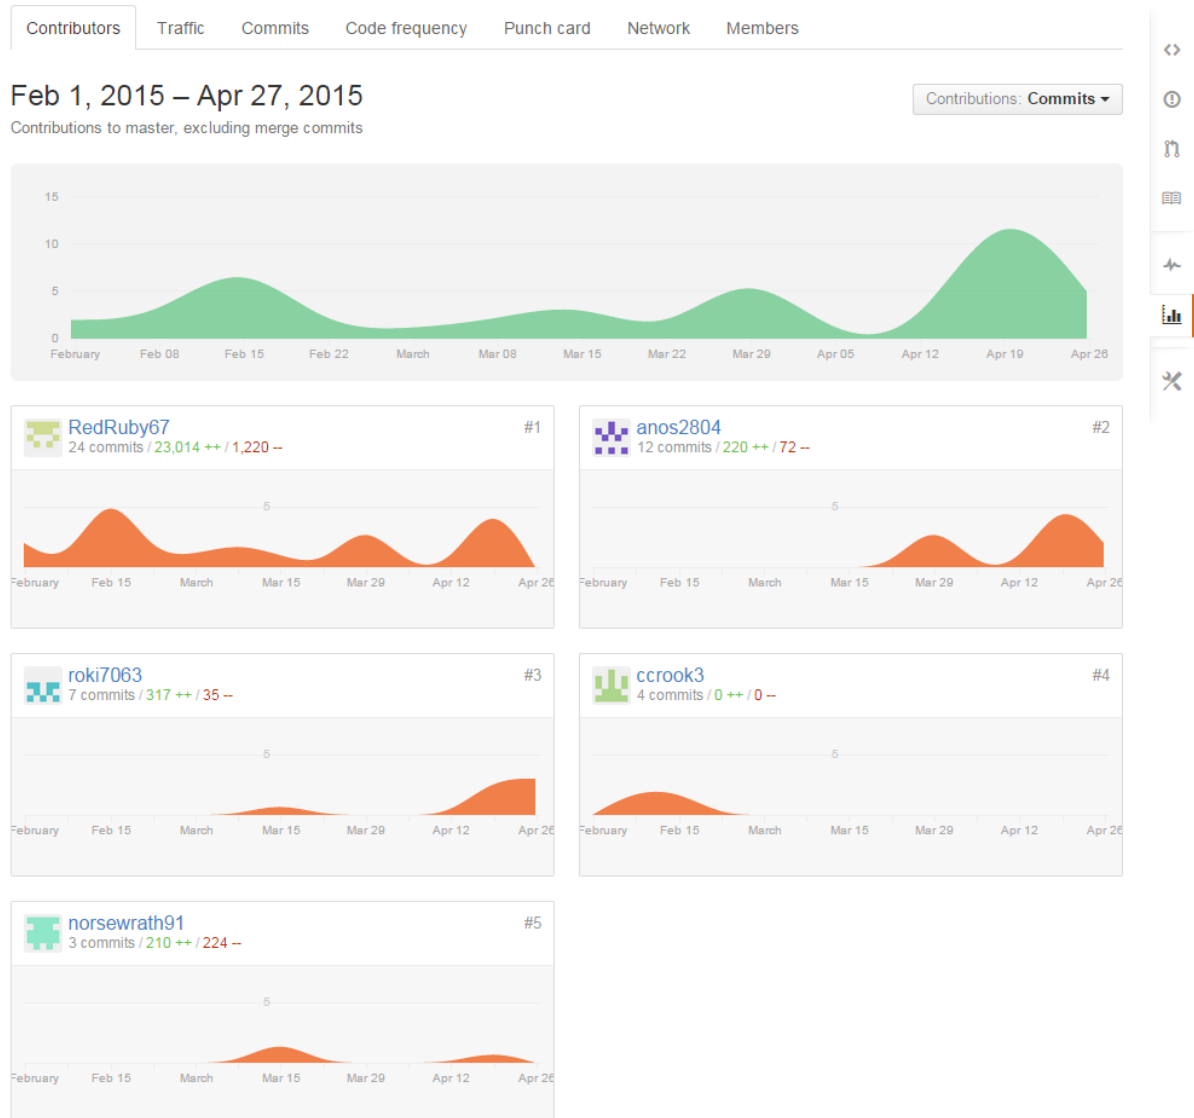 Contributors Traffic Commits Code frequency Punch card Network Members
Feb 1, 2015 – Apr 27, 2015
Contributions: Commits
Contributions to master, excluding merge commits
15
10
5
0
February Feb 08 Feb 15 Feb 22 March Mar 08 Mar 15 Mar 22 Mar 29 Apr 05 Apr 12 Apr 19 Apr 26
RedRuby67 #1
24 commits / 23,014 ++ / 1,220 --
5
February Feb 15 March Mar 15 Mar 29 Apr 12 Apr 26
anos2804 #2
12 commits / 220 ++ / 72 --
5
February Feb 15 March Mar 15 Mar 29 Apr 12 Apr 26
roki7063 #3
7 commits / 317 ++ / 35 --
5
February Feb 15 March Mar 15 Mar 29 Apr 12 Apr 26
ccrook3 #4
4 commits / 0 ++ / 0 --
5
February Feb 15 March Mar 15 Mar 29 Apr 12 Apr 26
norsewrath91 #5
3 commits / 210 ++ / 224 --
5
February Feb 15 March Mar 15 Mar 29 Apr 12 Apr 26